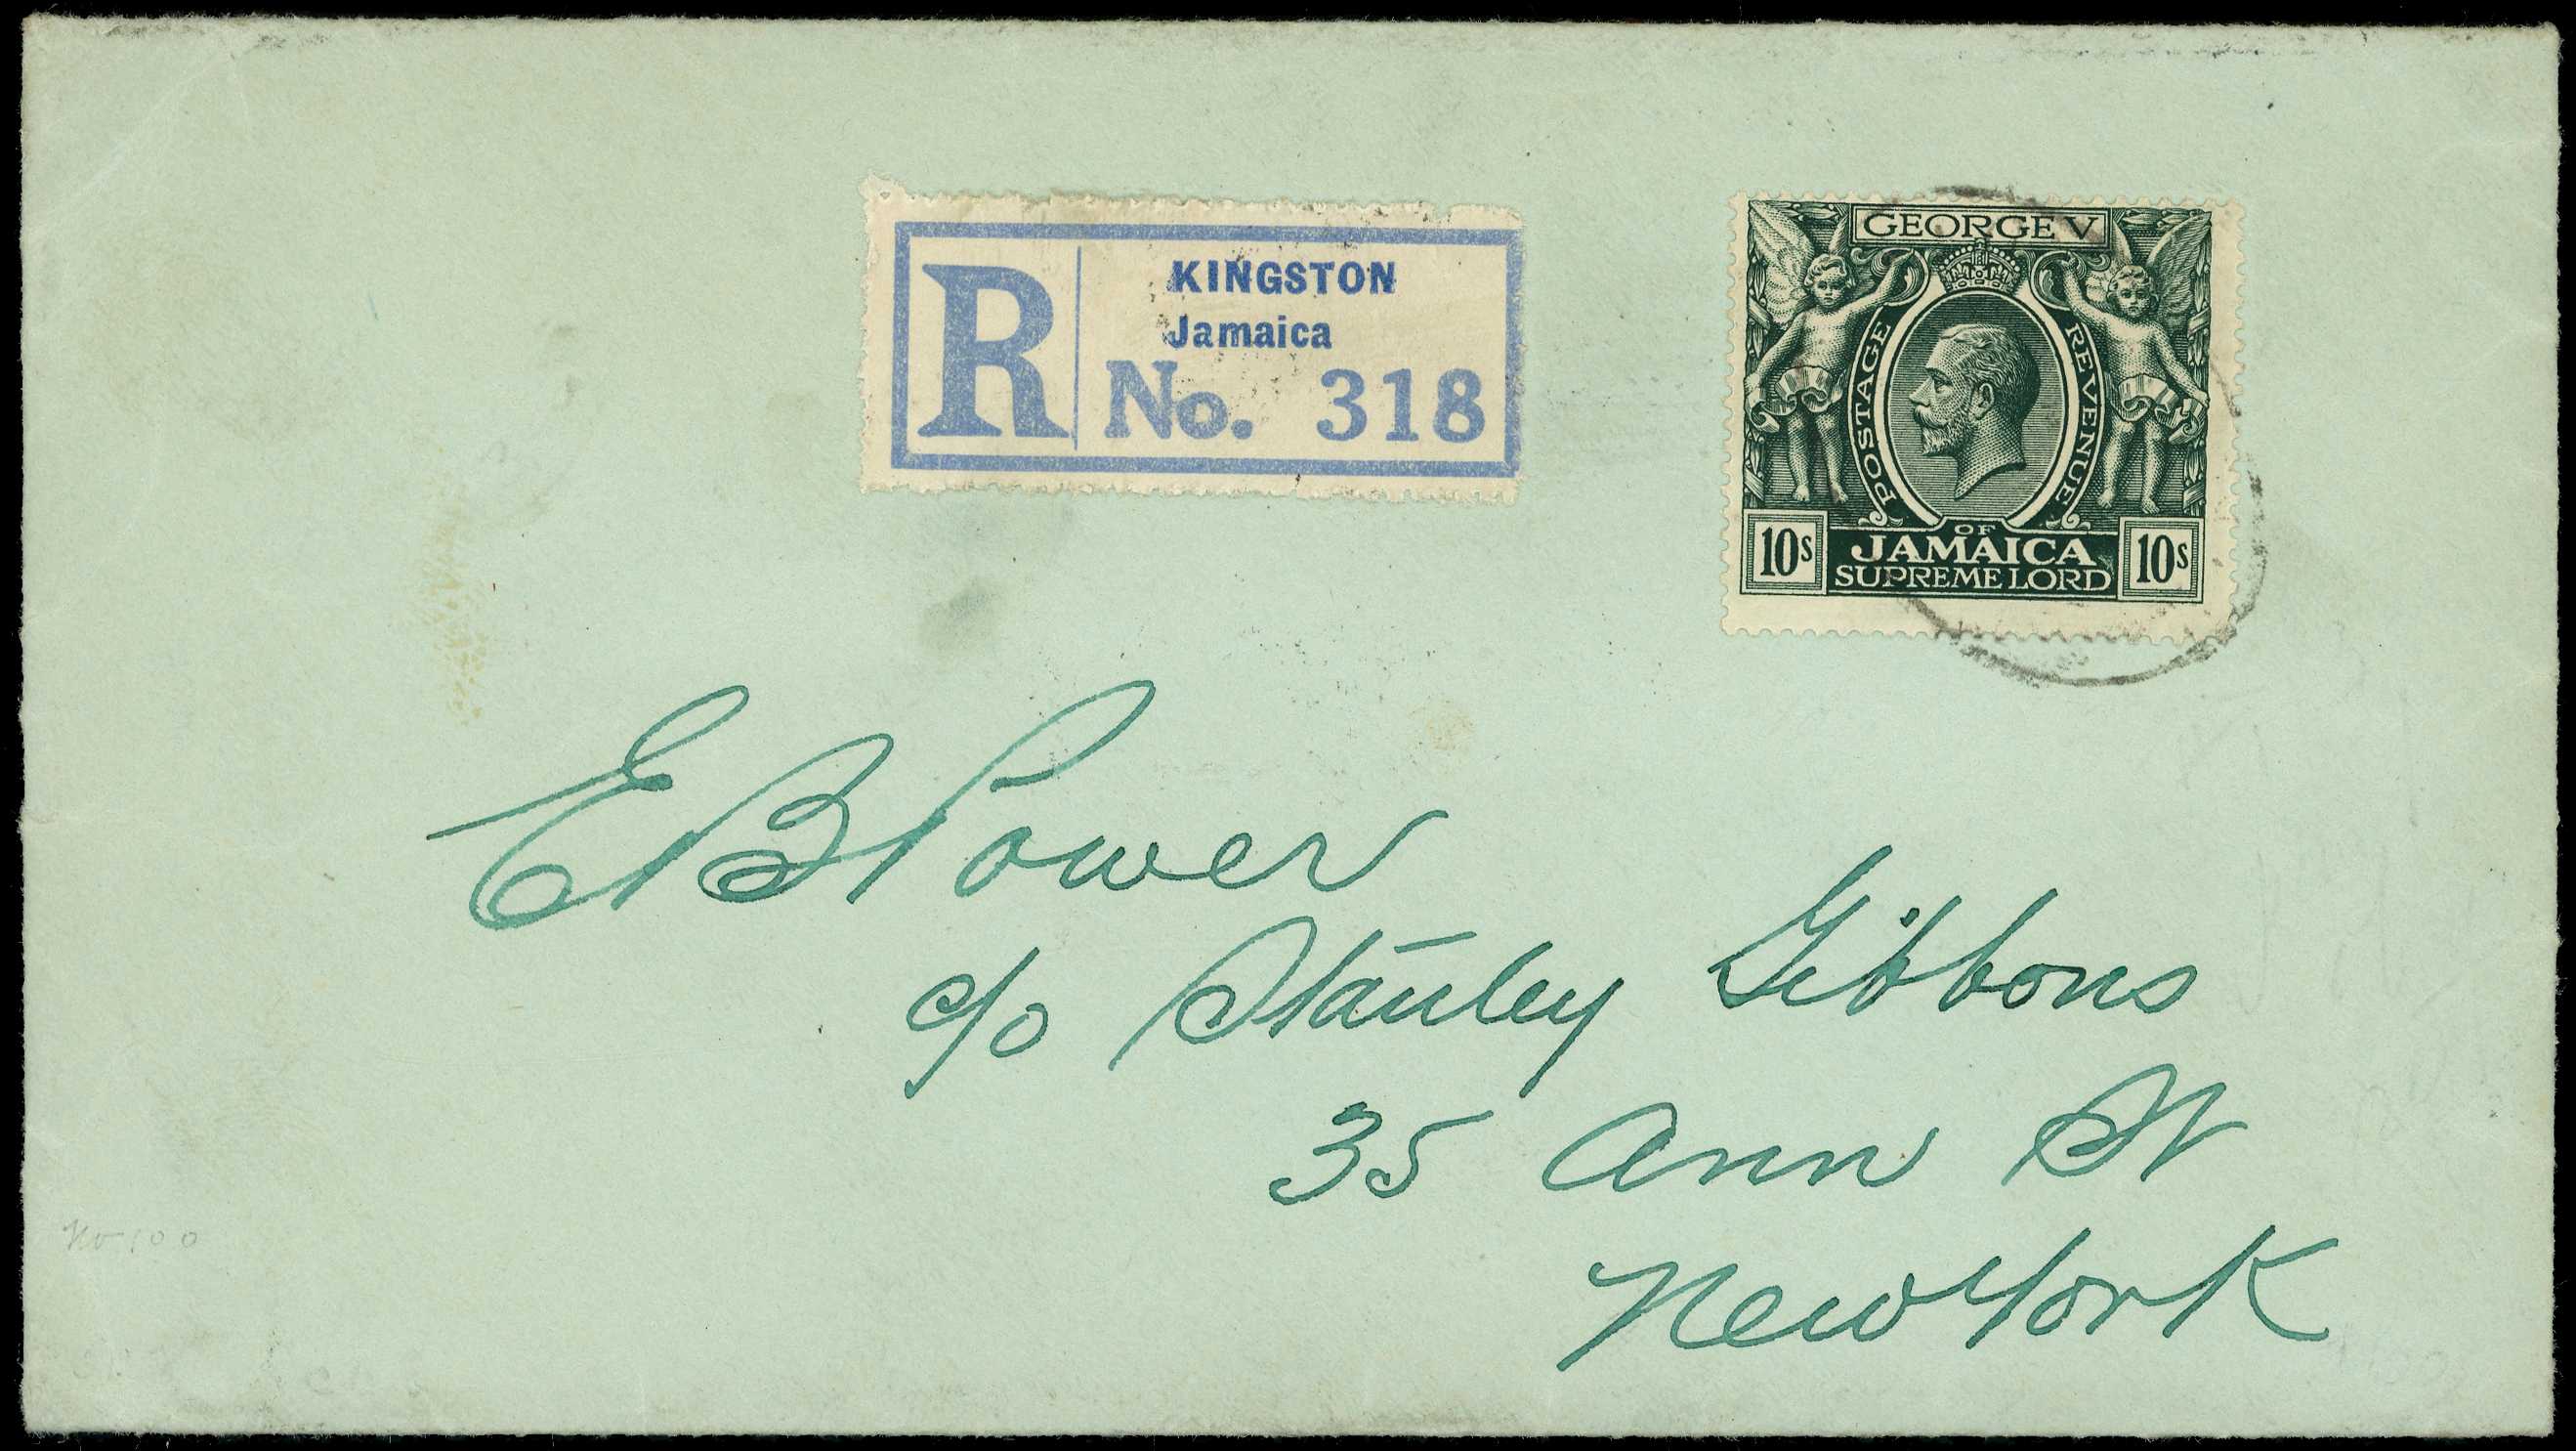 R
KINGSTON
Jamaica
No. 318
GEORGE V
POSTAGE
REVENUE
10s
OF
JAMAICA
SUPREME LORD
10s
E B Power
c/o Stanley Gibbons
35 Ann St
New York